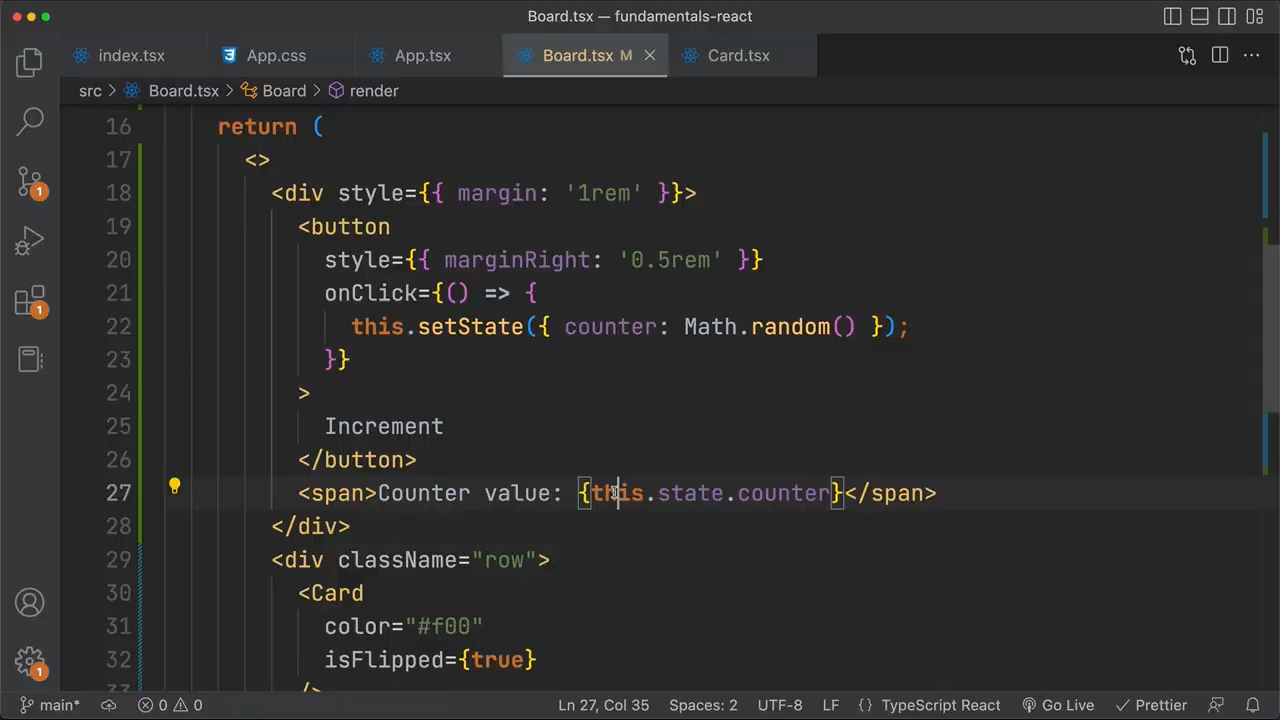 Board.tsx — fundamentals-react
index.tsx App.css App.tsx Board.tsx M Card.tsx
src > Board.tsx > Board > render
16 return (
17 <>
18 <div style={{ margin: '1rem' }}>
19 <button
20 style={{ marginRight: '0.5rem' }}
21 onClick={() => {
22 this.setState({ counter: Math.random() });
23 }}
24 >
25 Increment
26 </button>
27 <span>Counter value: {this.state.counter}</span>
28 </div>
29 <div className="row">
30 <Card
31 color="#f00"
32 isFlipped={true}
1
1
1
main* 0 0 Ln 27, Col 35 Spaces: 2 UTF-8 LF {} TypeScript React Go Live Prettier